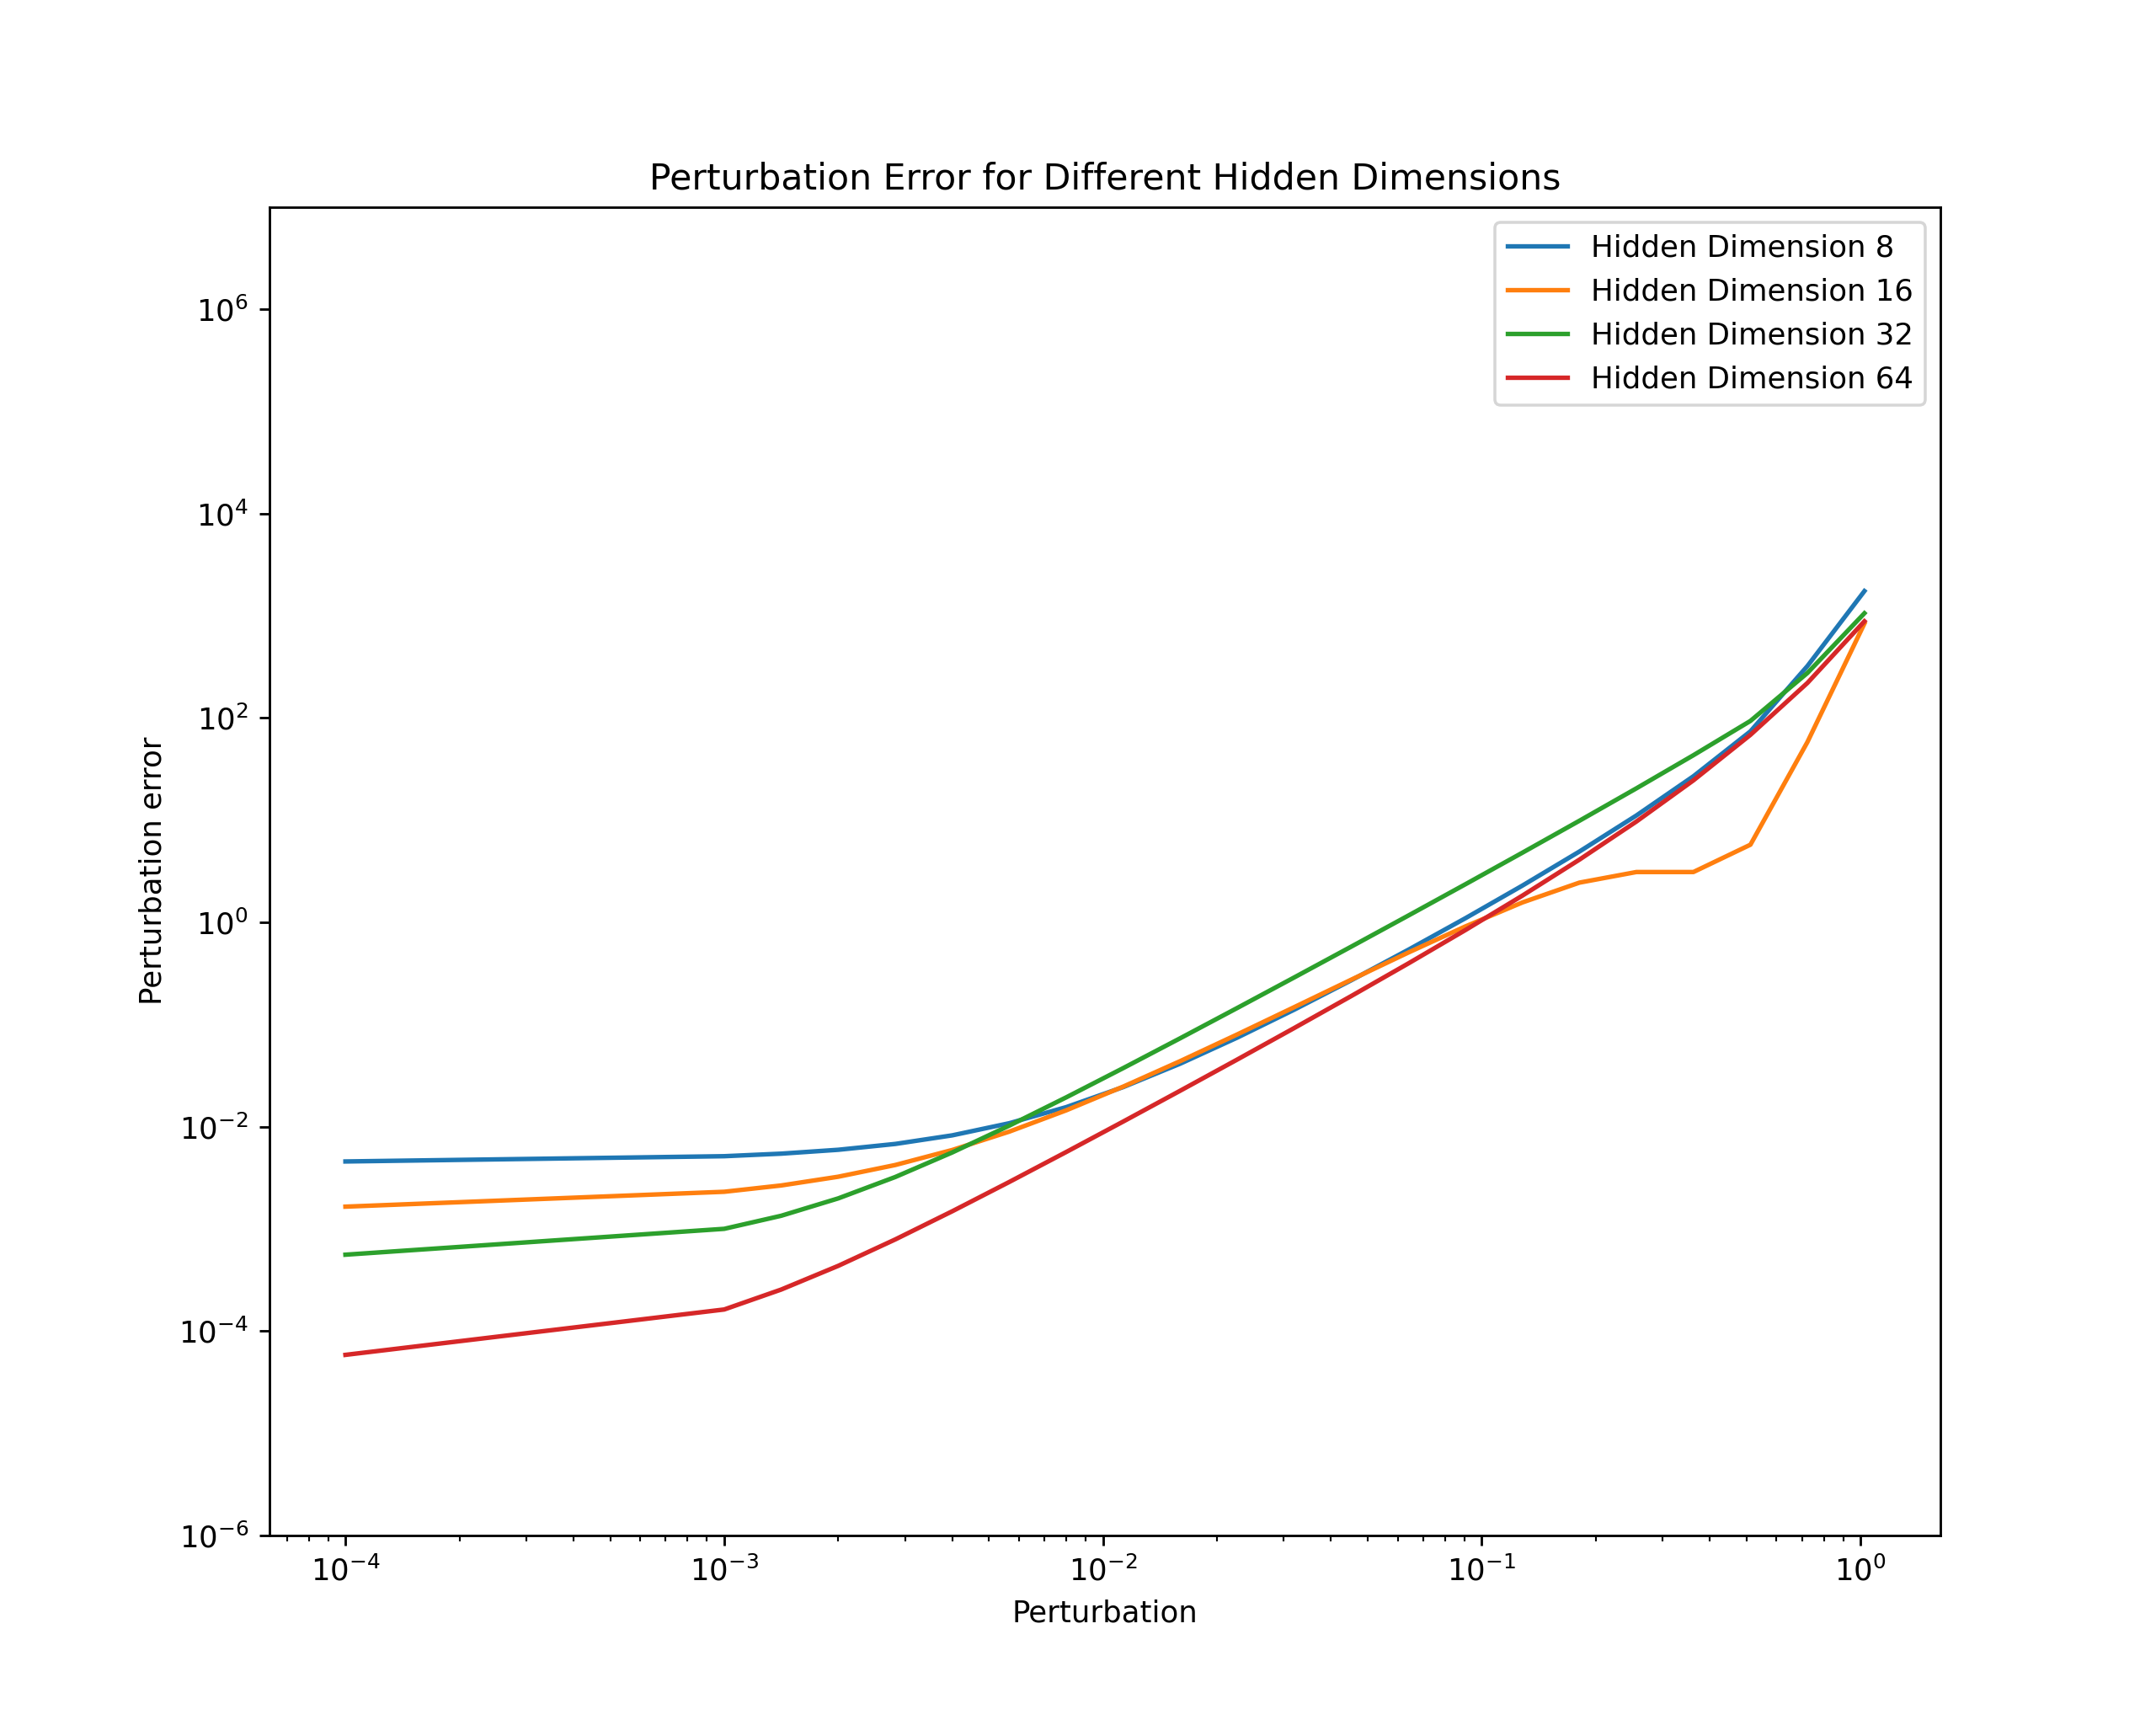 Perturbation Error for Different Hidden Dimensions
Hidden Dimension 8
Hidden Dimension 16
Hidden Dimension 32
Hidden Dimension 64
Perturbation error
10⁶
10⁴
10²
10⁰
10⁻²
10⁻⁴
10⁻⁶
10⁻⁴ 10⁻³ 10⁻² 10⁻¹ 10⁰
Perturbation